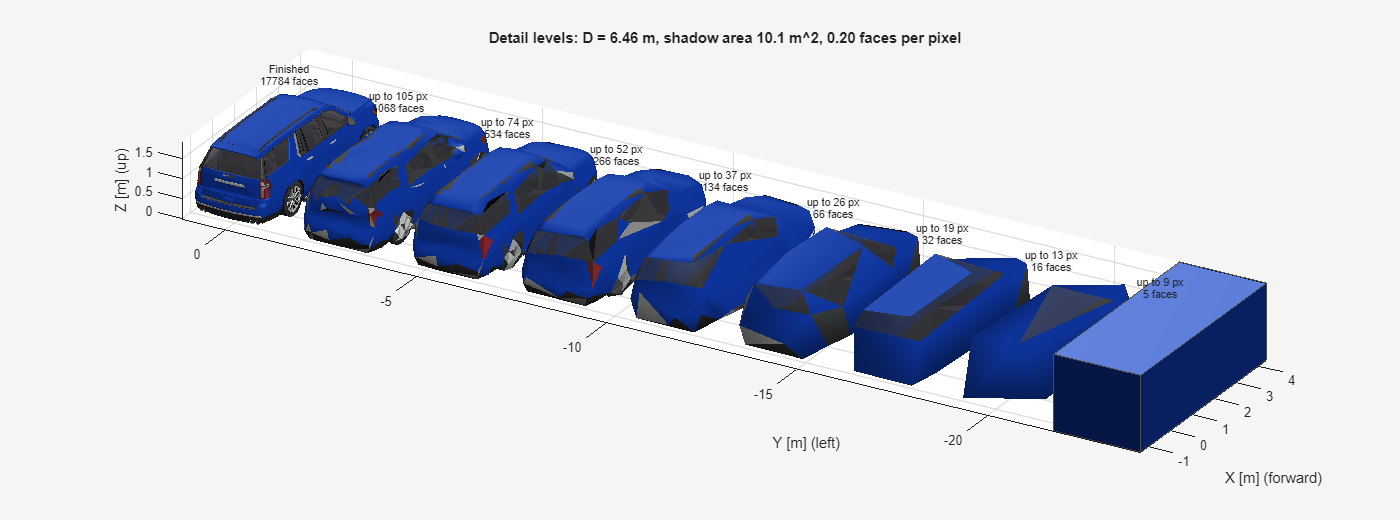 Detail levels: D = 6.46 m, shadow area 10.1 m^2, 0.20 faces per pixel
Finished
17784 faces
up to 105 px
068 faces
up to 74 px
534 faces
up to 52 px
266 faces
up to 37 px
134 faces
up to 26 px
66 faces
up to 19 px
32 faces
up to 13 px
16 faces
up to 9 px
5 faces
Z [m] (up)
1.5
1
0.5
0
0
-5
-10
-15
-20
Y [m] (left)
4
3
2
1
0
-1
X [m] (forward)